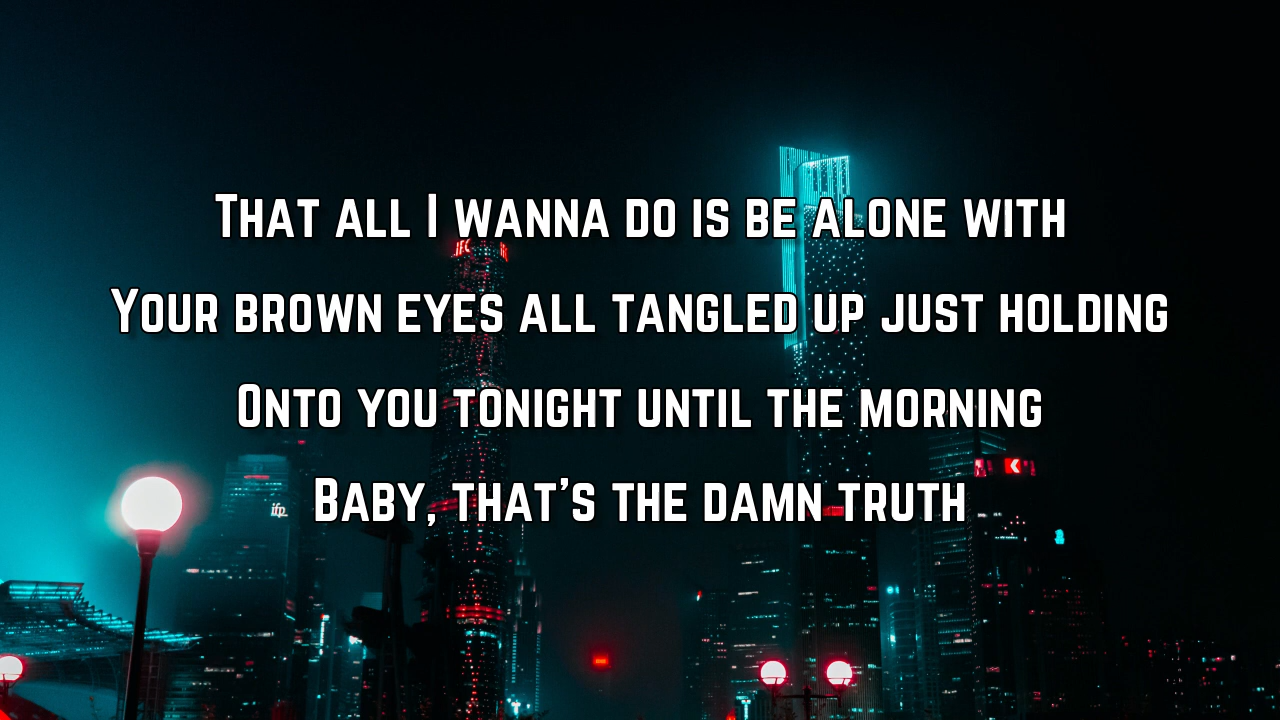 That all I wanna do is be alone with
Your brown eyes all tangled up just holding
Onto you tonight until the morning
Baby, that's the damn truth
ifp